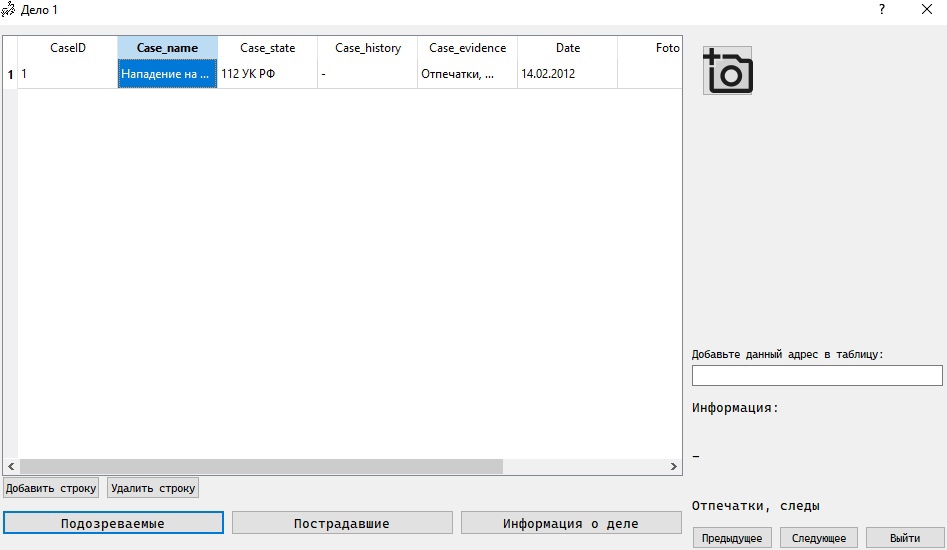 Дело 1
?
CaseID Case_name Case_state Case_history Case_evidence Date Foto
1 1 Нападение на ... 112 УК РФ - Отпечатки, ... 14.02.2012
Добавьте данный адрес в таблицу:
Информация:
–
Добавить строку Удалить строку
Отпечатки, следы
Подозреваемые Пострадавшие Информация о деле
Предыдущее Следующее Выйти